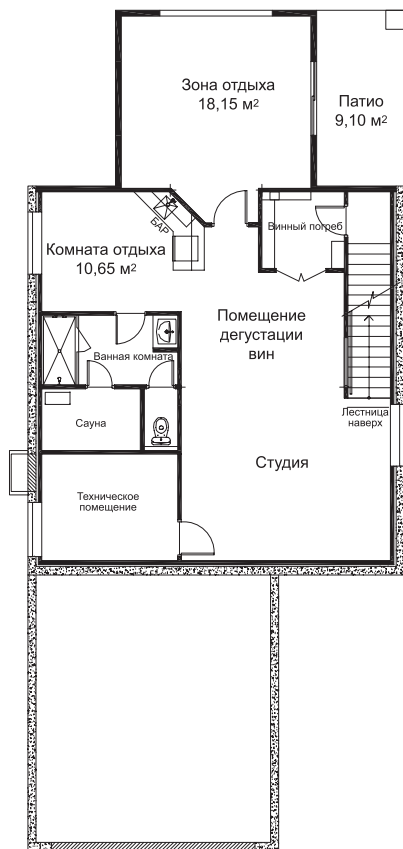 Зона отдыха
18,15 м²
Патио
9,10 м²
БАР
Винный погреб
Комната отдыха
10,65 м²
Помещение
дегустации
вин
Ванная комната
Лестница
наверх
Сауна
Студия
Техническое
помещение